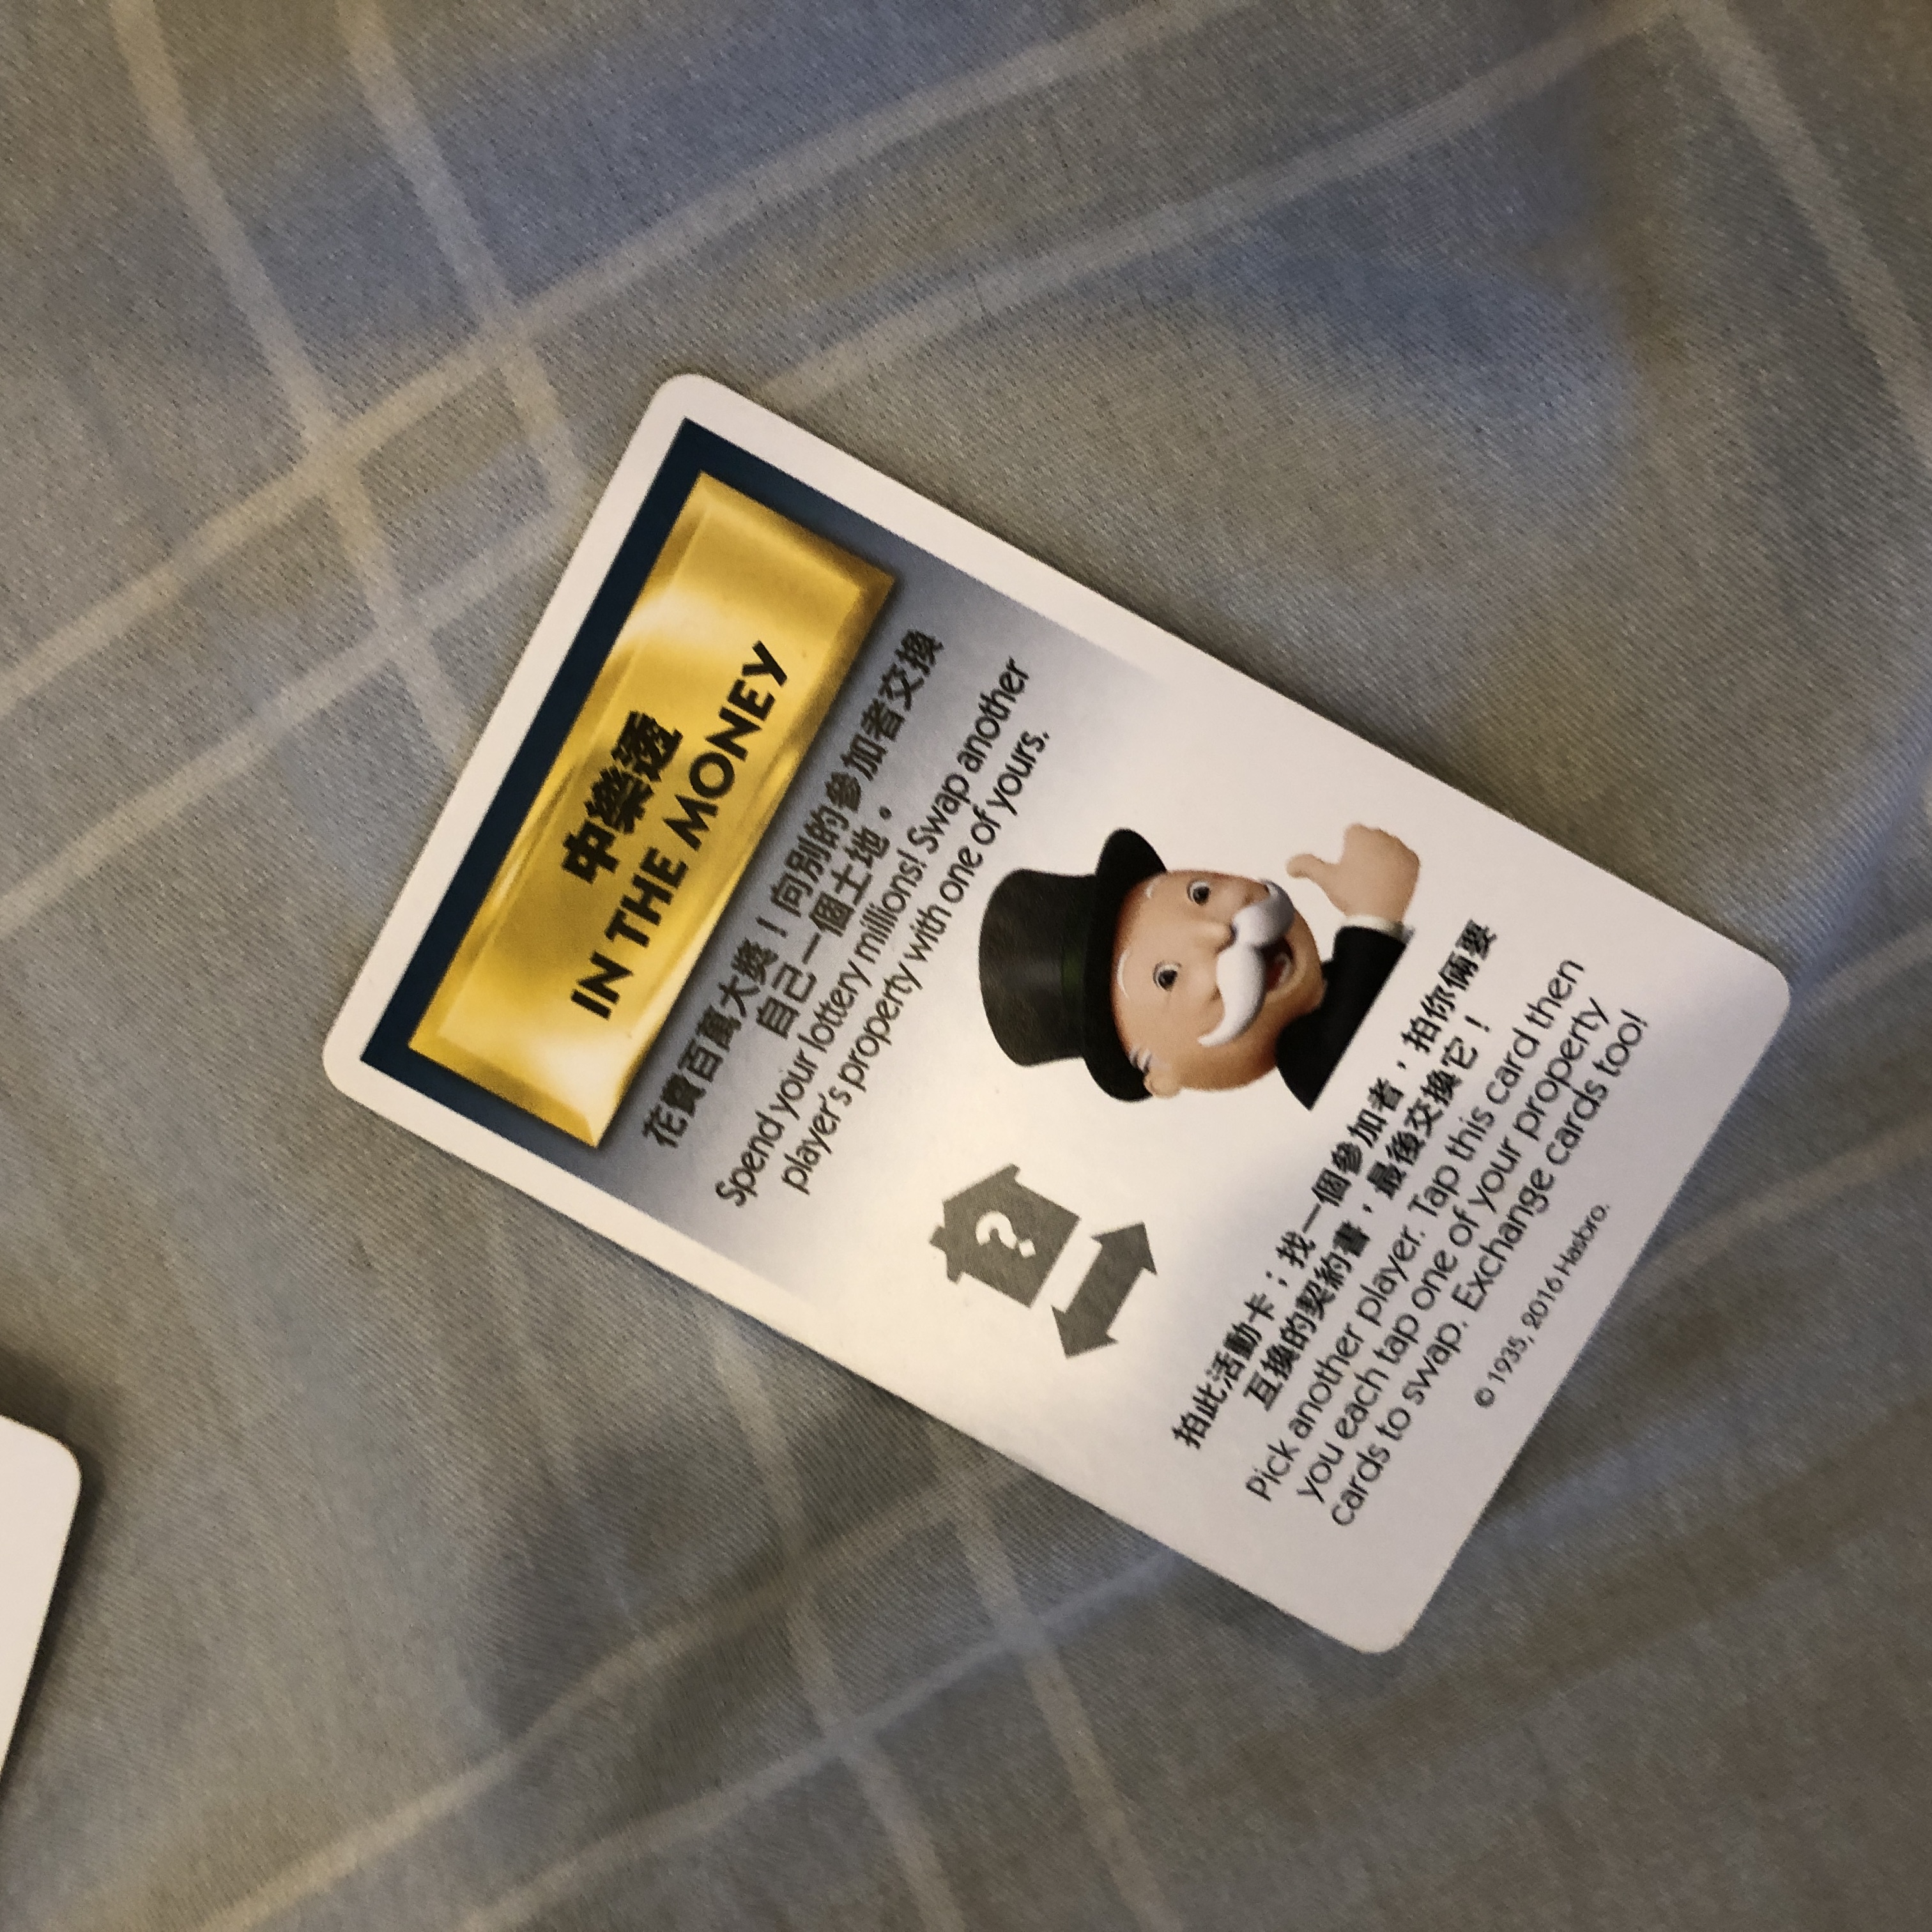 中樂透
IN THE MONEY
花費百萬大獎！向別的參加者交換
自己一個土地。
Spend your lottery millions! Swap another
player's property with one of yours.
?
拍此活動卡；找一個參加者，拍你倆要
互換的契約書，最後交換它！
Pick another player. Tap this card then
you each tap one of your property
cards to swap. Exchange cards too!
© 1935, 2016 Hasbro.